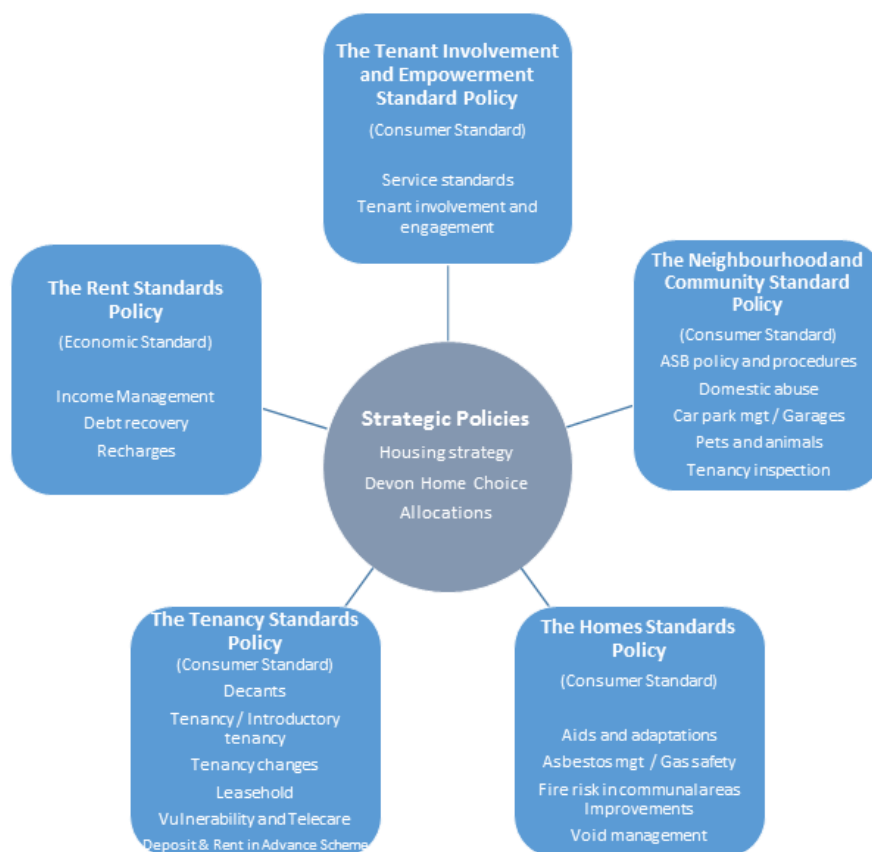 The Tenant Involvement
and Empowerment
Standard Policy
(Consumer Standard)
Service standards
Tenant involvement and
engagement
The Rent Standards
Policy
(Economic Standard)
Income Management
Debt recovery
Recharges
The Neighbourhood and
Community Standard
Policy
(Consumer Standard)
ASB policy and procedures
Domestic abuse
Car park mgt / Garages
Pets and animals
Tenancy inspection
Strategic Policies
Housing strategy
Devon Home Choice
Allocations
The Tenancy Standards
Policy
(Consumer Standard)
Decants
Tenancy / Introductory
tenancy
Tenancy changes
Leasehold
Vulnerability and Telecare
Deposit & Rent in Advance Scheme
The Homes Standards
Policy
(Consumer Standard)
Aids and adaptations
Asbestos mgt / Gas safety
Fire risk in communal areas
Improvements
Void management